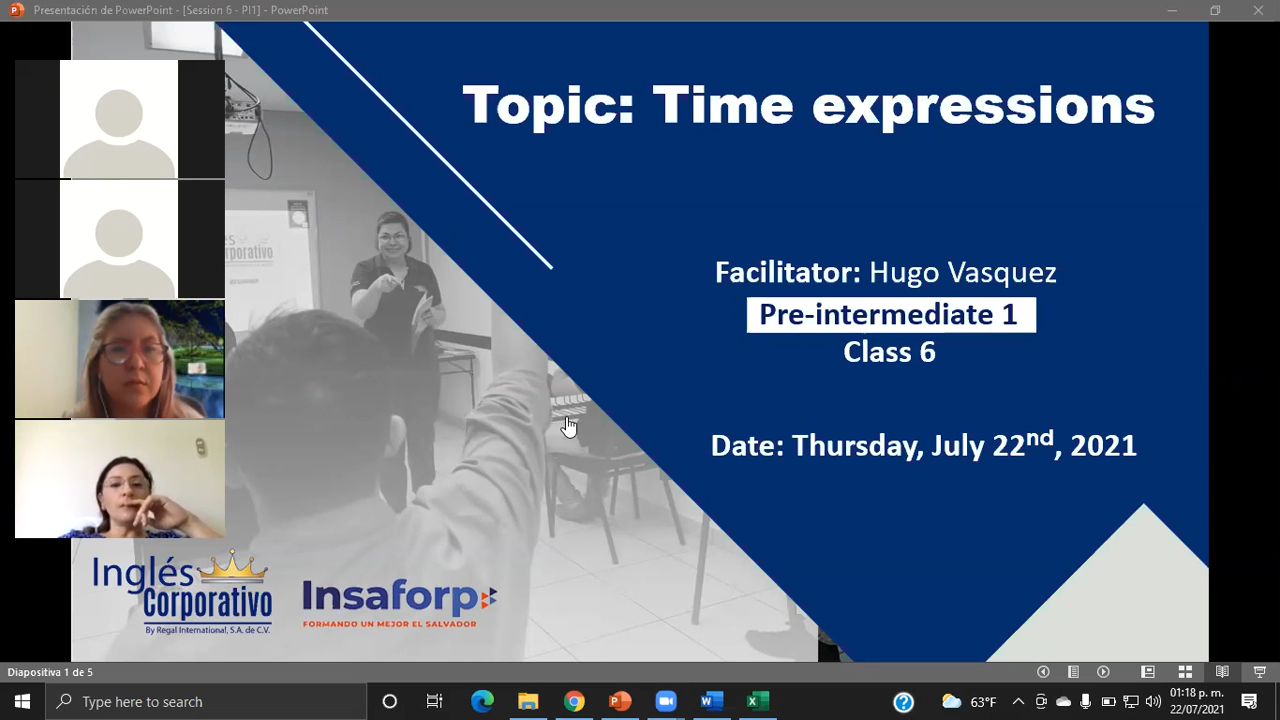 Presentación de PowerPoint - [Session 6 - PI1] - PowerPoint
Topic: Time expressions
Facilitator: Hugo Vasquez
Pre-intermediate 1
Class 6
Date: Thursday, July 22nd, 2021
Inglés
Corporativo
By Regal International, S.A. de C.V.
Insaforp
FORMANDO UN MEJOR EL SALVADOR
Diapositiva 1 de 5
Type here to search
63°F
01:18 p. m.
22/07/2021